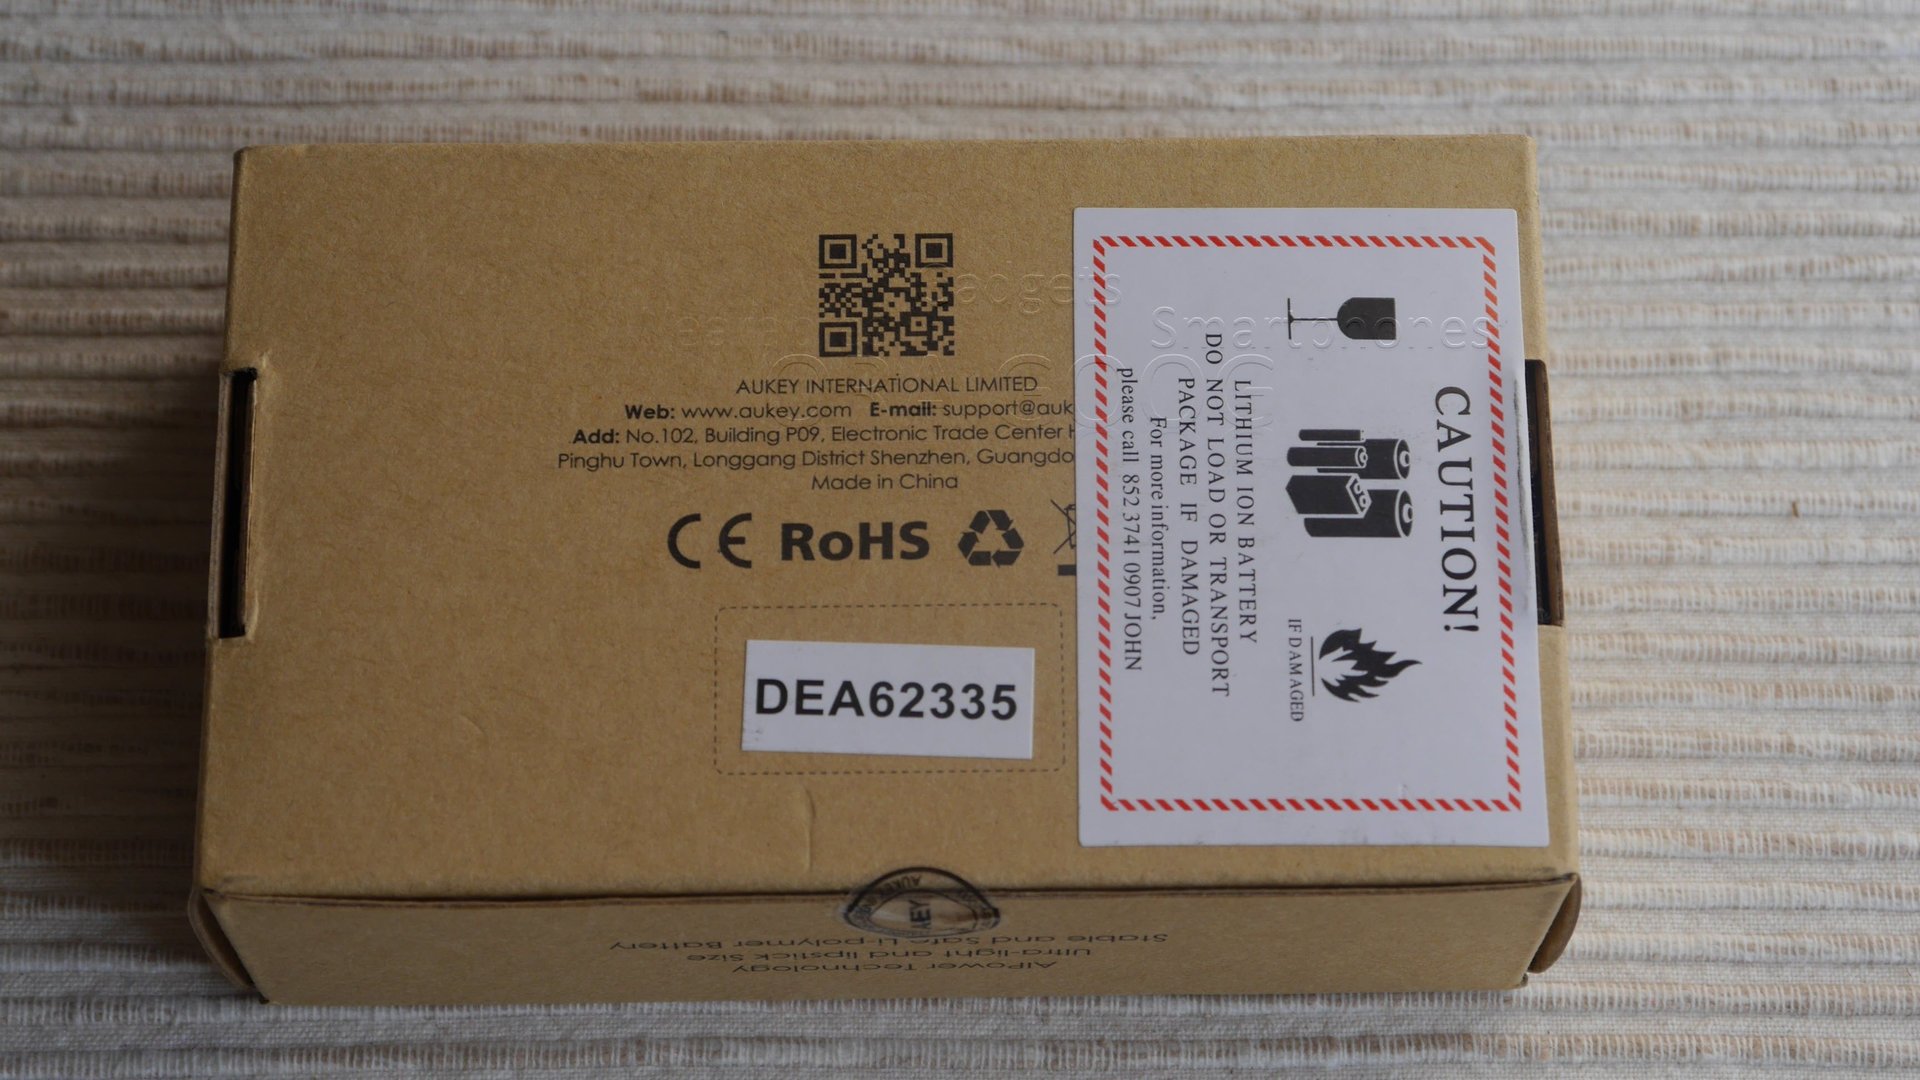 AUKEY INTERNATIONAL LIMITED
Web: www.aukey.com E-mail: support@auk
Add: No.102, Building P09, Electronic Trade Center H
Pinghu Town, Longgang District Shenzhen, Guangdo
Made in China
CE RoHS
DEA62335
CAUTION!
IF DAMAGED
LITHIUM ION BATTERY
DO NOT LOAD OR TRANSPORT
PACKAGE IF DAMAGED
For more information,
please call 852 3741 0907 JOHN
AUKEY
AiPower Technology
Ultra-light and lipstick Size
Stable and Safe Li-polymer Battery
Smartphones